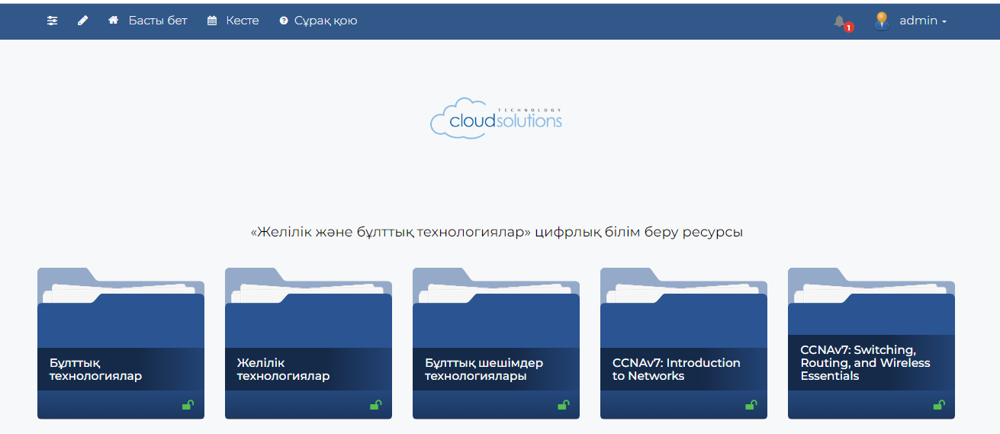 Басты бет Кесте Сұрақ қою 1 admin
TECHNOLOGY
cloudsolutions
«Желілік және бұлттық технологиялар» цифрлық білім беру ресурсы
Бұлттық
технологиялар
Желілік
технологиялар
Бұлттық шешімдер
технологиялары
CCNAv7: Introduction
to Networks
CCNAv7: Switching,
Routing, and Wireless
Essentials